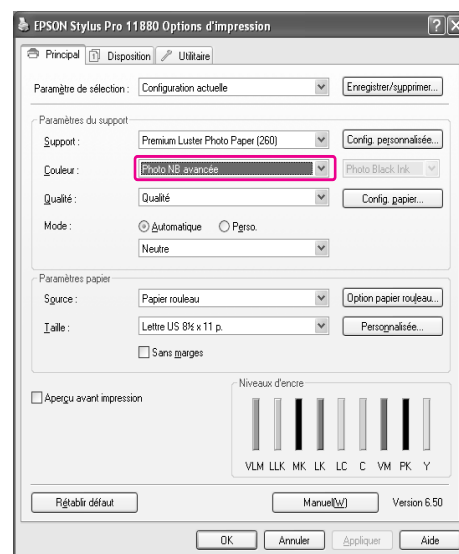 EPSON Stylus Pro 11880 Options d'impression
Principal Disposition Utilitaire
Paramètre de sélection : Configuration actuelle Enregistrer/supprimer...
Paramètres du support
Support : Premium Luster Photo Paper (260) Config. personnalisée...
Couleur : Photo NB avancée Photo Black Ink
Qualité : Qualité Config. papier...
Mode : Automatique Perso.
Neutre
Paramètres papier
Source : Papier rouleau Option papier rouleau...
Taille : Lettre US 8½ x 11 p. Personnalisée...
Sans marges
Aperçu avant impression
Niveaux d'encre
VLM LLK MK LK LC C VM PK Y
Rétablir défaut Manuel(W) Version 6.50
OK Annuler Appliquer Aide